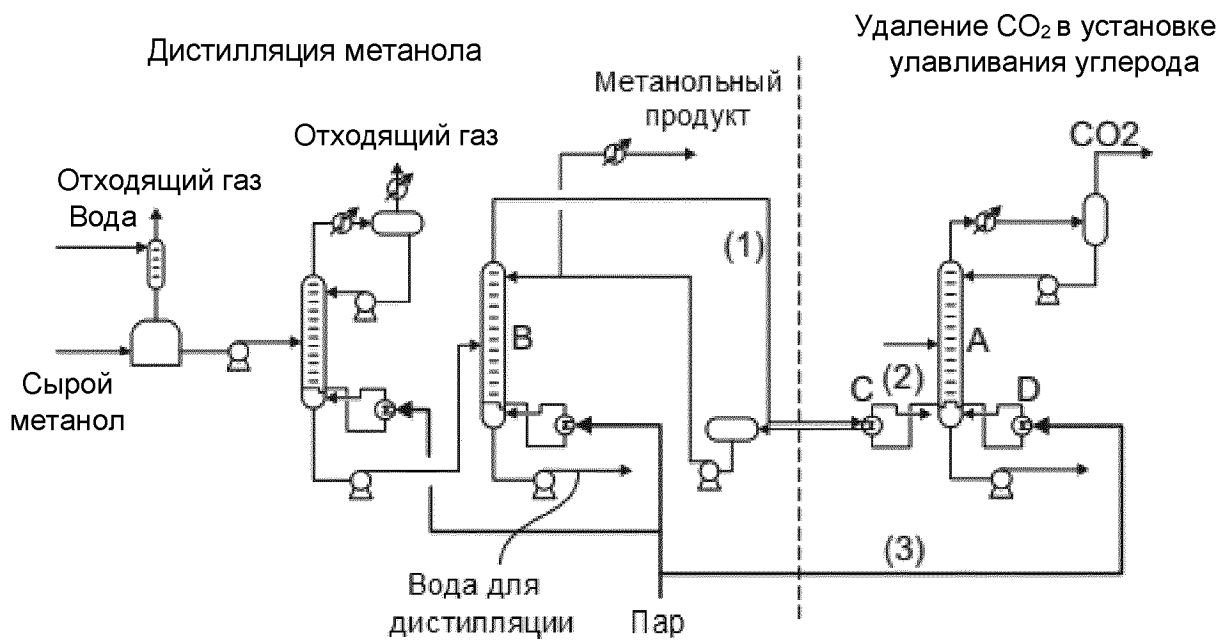 Дистилляция метанола
Удаление CO₂ в установке
улавливания углерода
Метанольный
продукт
CO2
Отходящий газ
Отходящий газ
Вода
(1)
B
A
(2)
C
D
Сырой
метанол
(3)
Вода для
дистилляции
Пар